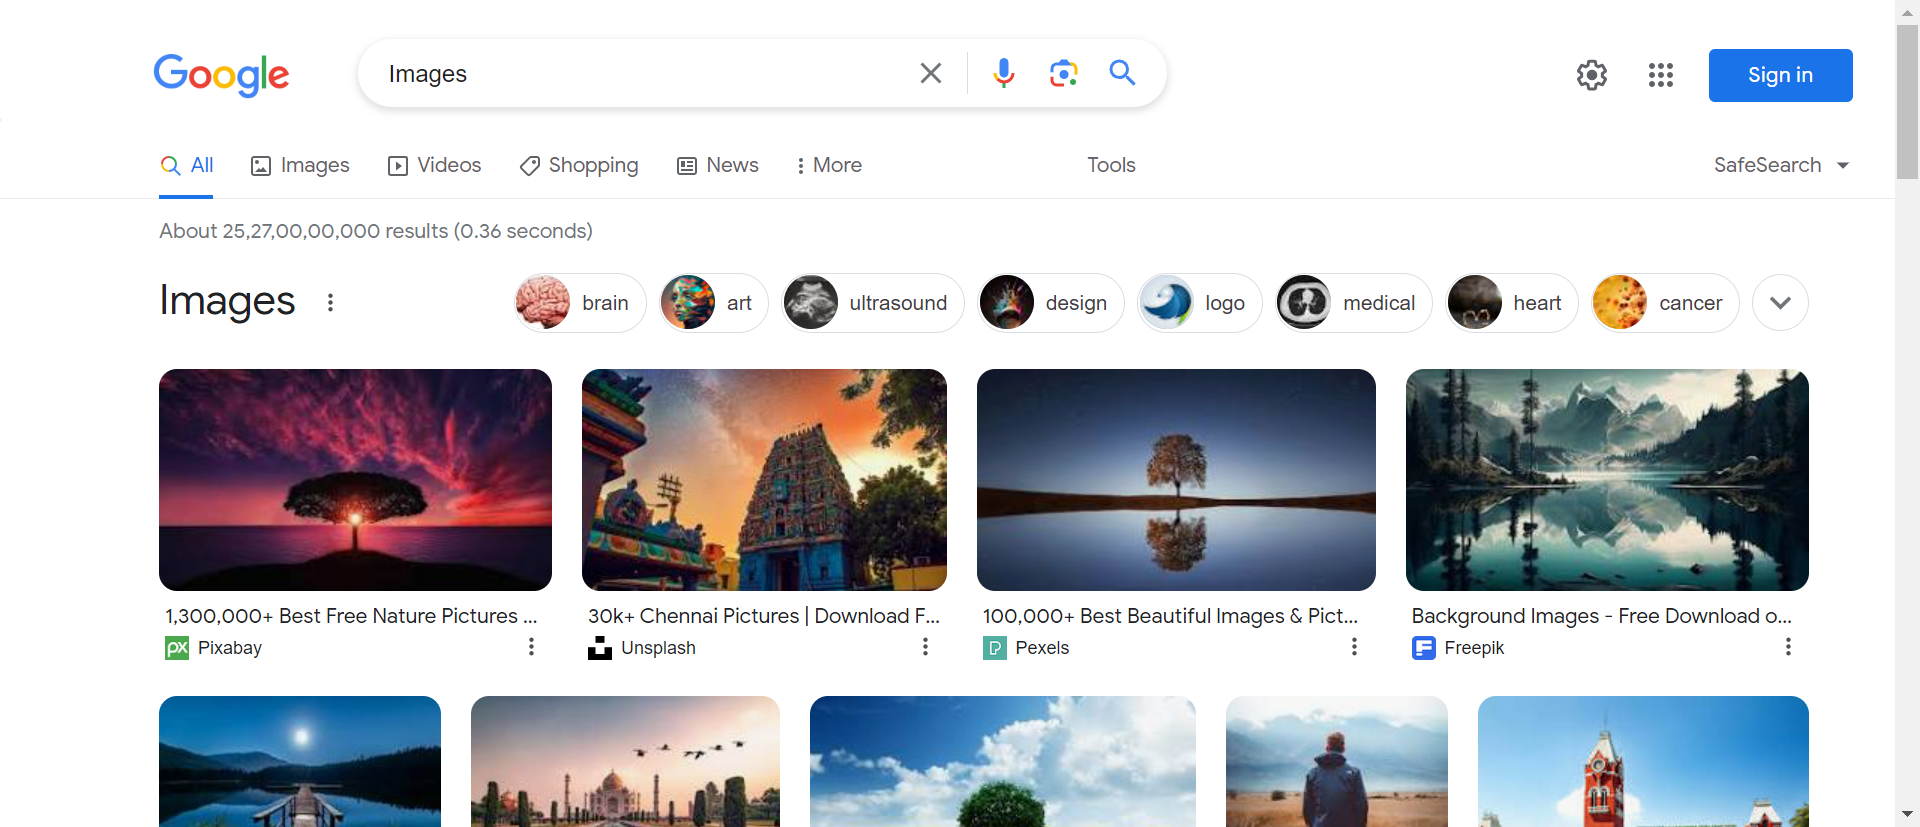 Google
Images
Sign in
All Images Videos Shopping News More Tools SafeSearch
About 25,27,00,00,000 results (0.36 seconds)
Images brain art ultrasound design logo medical heart cancer
1,300,000+ Best Free Nature Pictures ...
px Pixabay
30k+ Chennai Pictures | Download F...
Unsplash
100,000+ Best Beautiful Images & Pict...
P Pexels
Background Images - Free Download o...
Freepik